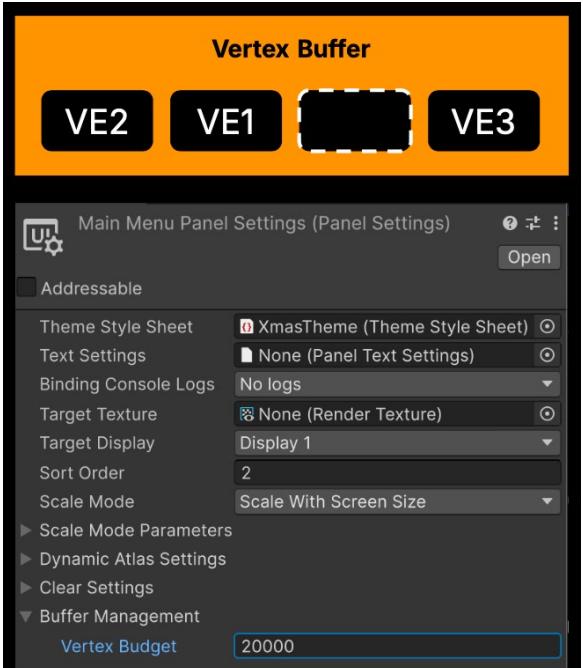 Vertex Buffer
VE2 VE1 VE3
Main Menu Panel Settings (Panel Settings)
Open
Addressable
Theme Style Sheet XmasTheme (Theme Style Sheet)
Text Settings None (Panel Text Settings)
Binding Console Logs No logs
Target Texture None (Render Texture)
Target Display Display 1
Sort Order 2
Scale Mode Scale With Screen Size
Scale Mode Parameters
Dynamic Atlas Settings
Clear Settings
Buffer Management
Vertex Budget 20000